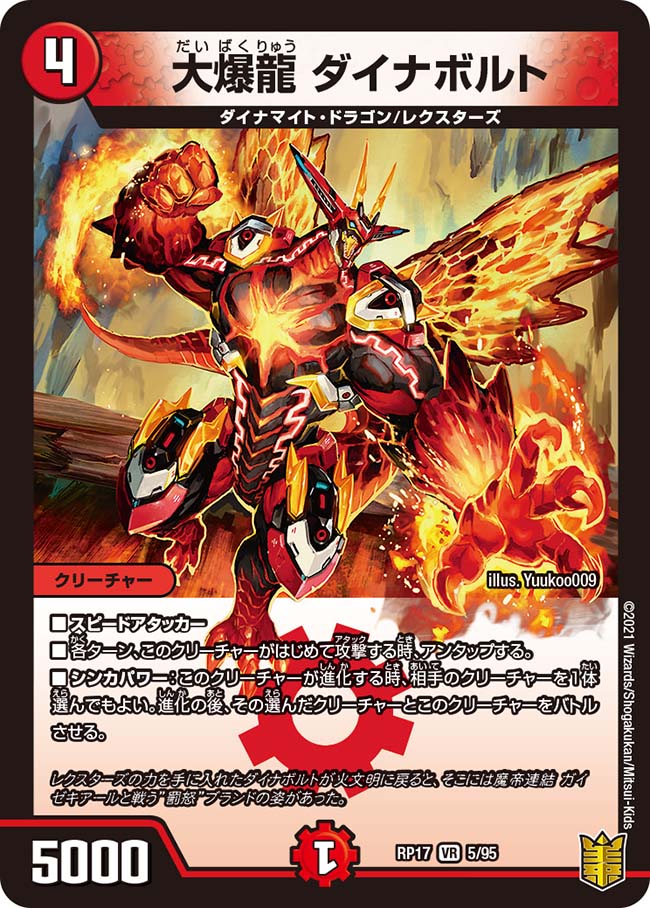 4
だい ばくりゅう
大爆龍 ダイナボルト
ダイナマイト・ドラゴン/レクスターズ
クリーチャー
illus. Yuukoo009
■スピードアタッカー
■各ターン、このクリーチャーがはじめて攻撃する時、アンタップする。
■シンカパワー：このクリーチャーが進化する時、相手のクリーチャーを1体
選んでもよい。進化の後、その選んだクリーチャーとこのクリーチャーをバトル
させる。
レクスターズの力を手に入れたダイナボルトが火文明に戻ると、そこには魔帝連結 ガイ
ゼキアールと戦う"罰怒"ブランドの姿があった。
©2021 Wizards/Shogakukan/Mitsui-Kids
5000
1
RP17 VR 5/95